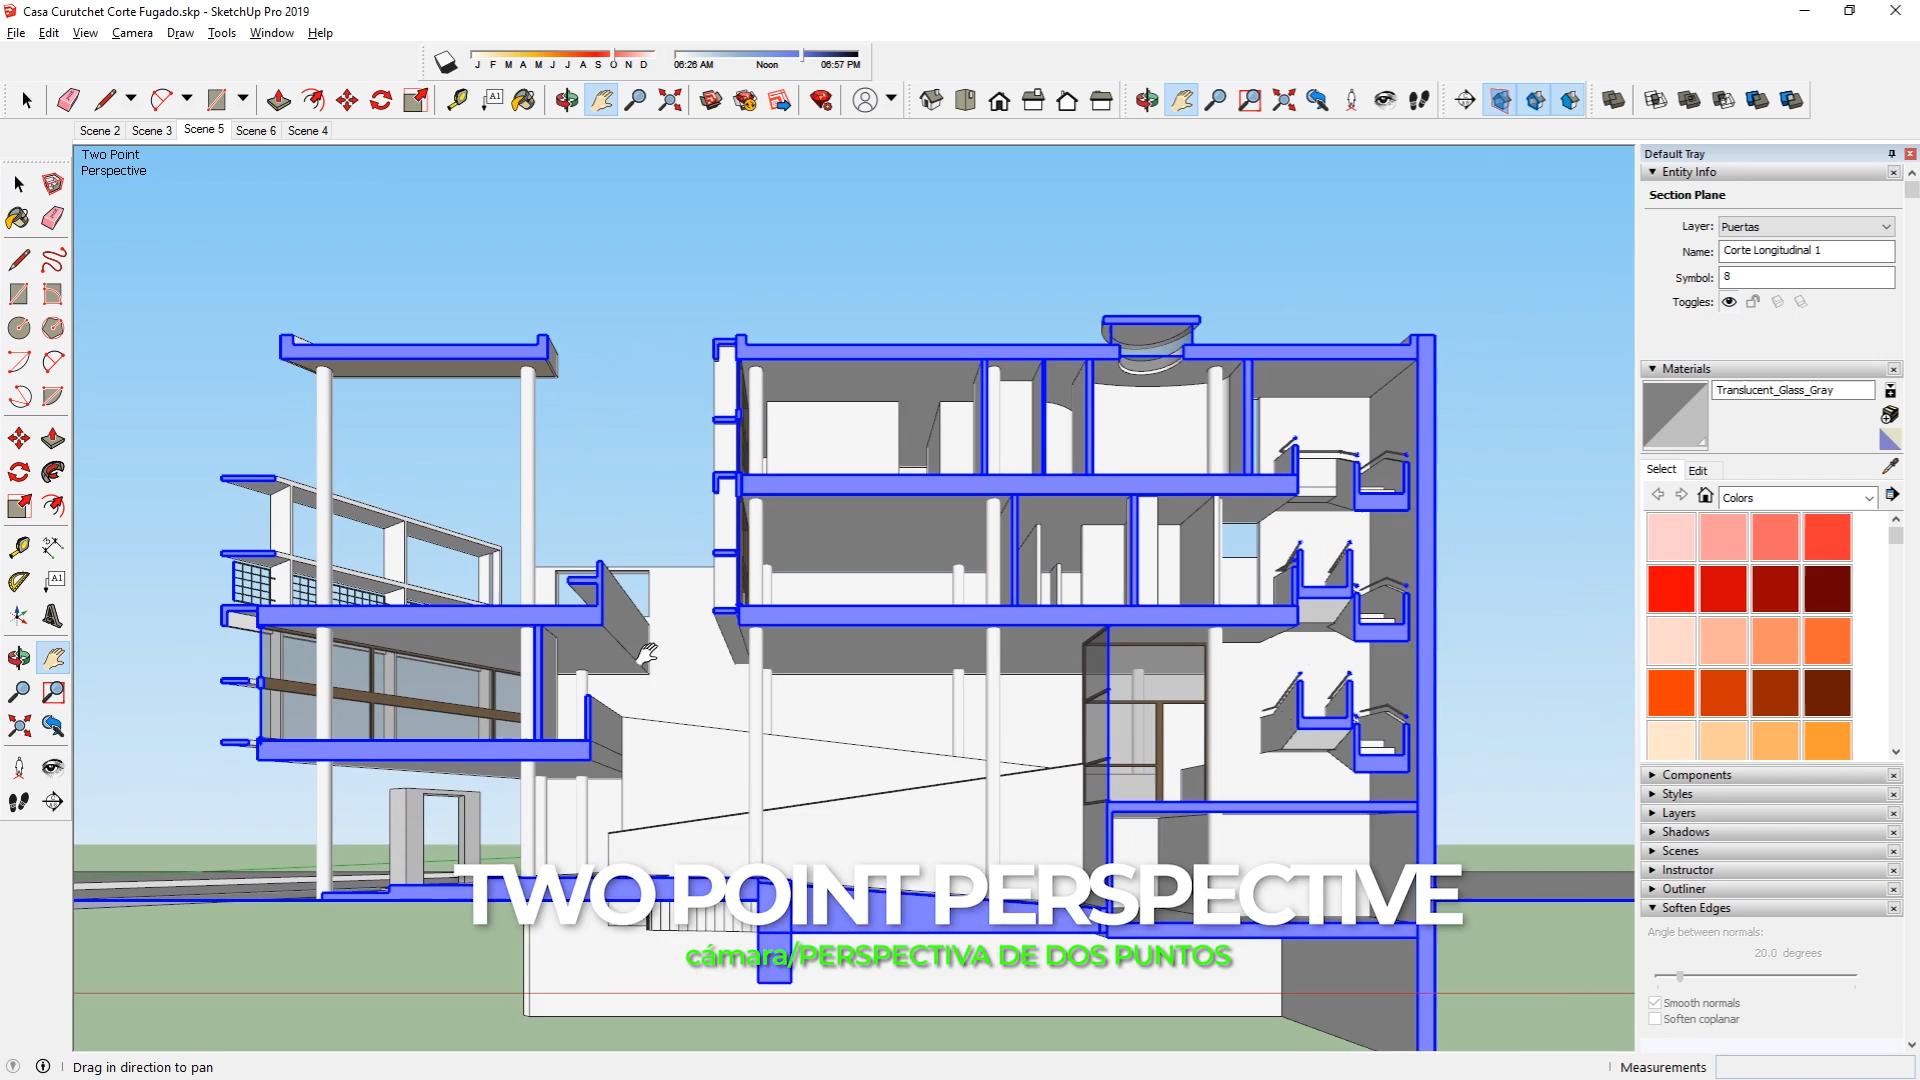 Casa Curutchet Corte Fugado.skp - SketchUp Pro 2019
File Edit View Camera Draw Tools Window Help
J F M A M J J A S O N D
06:26 AM Noon 06:57 PM
A1
Scene 2 Scene 3 Scene 5 Scene 6 Scene 4
Two Point
Perspective
Default Tray
Entity Info
Section Plane
Layer: Puertas
Name: Corte Longitudinal 1
Symbol: 8
Toggles:
Materials
Translucent_Glass_Gray
Select Edit
Colors
A1
Components
Styles
Layers
Shadows
Scenes
Instructor
Outliner
Soften Edges
Angle between normals:
20.0 degrees
Smooth normals
Soften coplanar
TWO POINT PERSPECTIVE
cámara/PERSPECTIVA DE DOS PUNTOS
Drag in direction to pan
Measurements